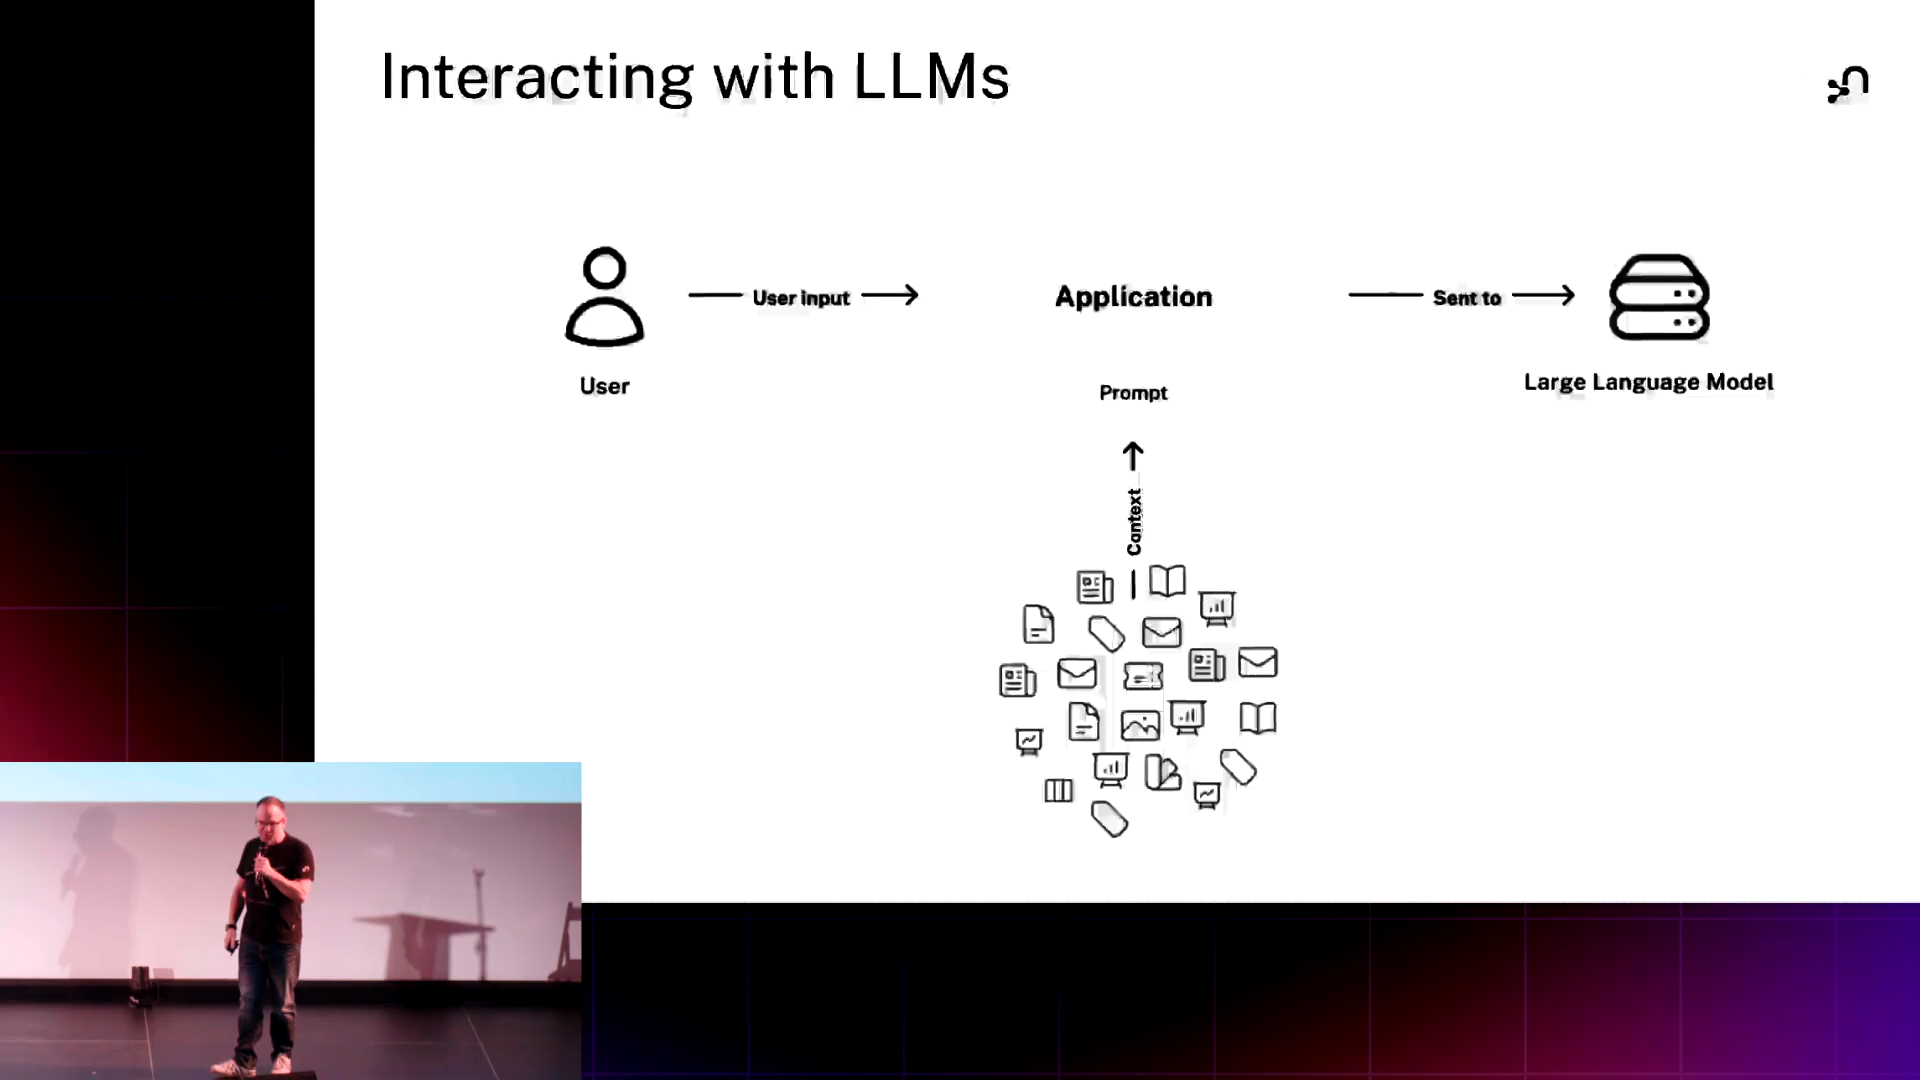 Interacting with LLMs
User input
Application
Sent to
User
Prompt
Large Language Model
Context